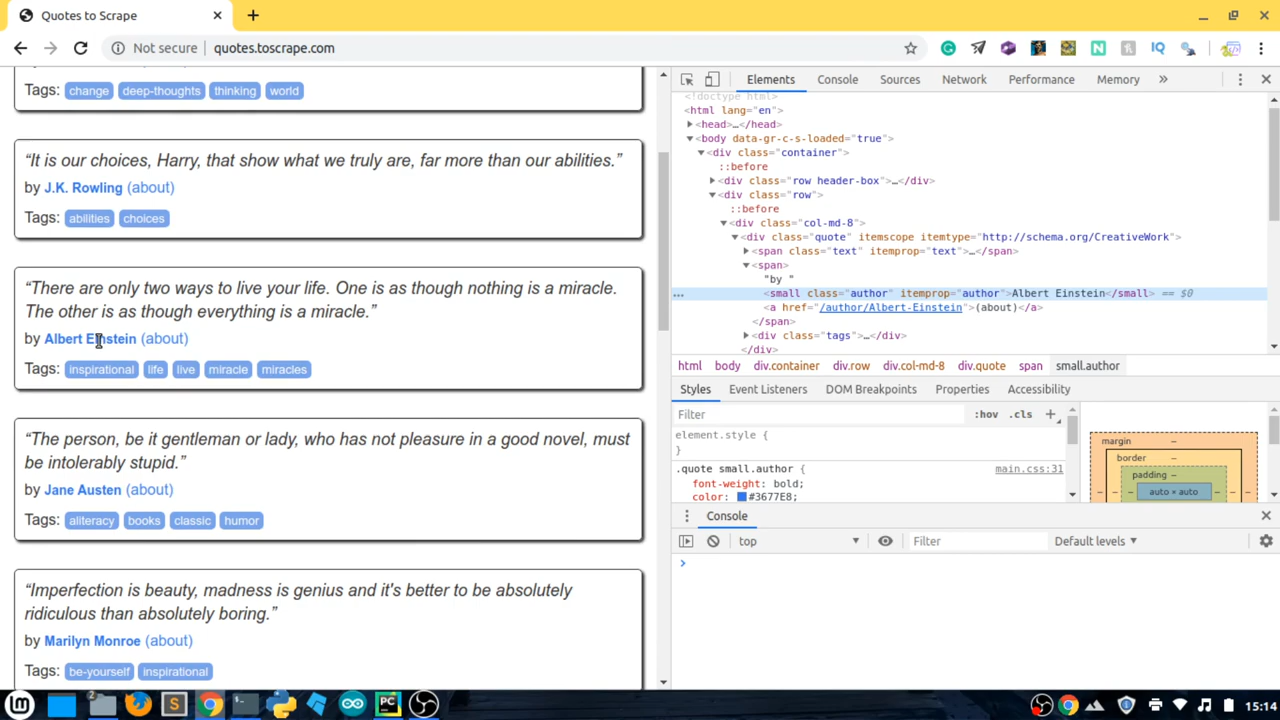 Quotes to Scrape
Not secure quotes.toscrape.com
Tags: change deep-thoughts thinking world
“It is our choices, Harry, that show what we truly are, far more than our abilities.”
by J.K. Rowling (about)
Tags: abilities choices
“There are only two ways to live your life. One is as though nothing is a miracle.
The other is as though everything is a miracle.”
by Albert Einstein (about)
Tags: inspirational life live miracle miracles
“The person, be it gentleman or lady, who has not pleasure in a good novel, must
be intolerably stupid.”
by Jane Austen (about)
Tags: aliteracy books classic humor
“Imperfection is beauty, madness is genius and it's better to be absolutely
ridiculous than absolutely boring.”
by Marilyn Monroe (about)
Tags: be-yourself inspirational
Elements Console Sources Network Performance Memory
<!doctype html>
<html lang="en">
<head>…</head>
<body data-gr-c-s-loaded="true">
<div class="container">
::before
<div class="row header-box">…</div>
<div class="row">
::before
<div class="col-md-8">
<div class="quote" itemscope itemtype="http://schema.org/CreativeWork">
<span class="text" itemprop="text">…</span>
<span>
"by "
<small class="author" itemprop="author">Albert Einstein</small> == $0
<a href="/author/Albert-Einstein">(about)</a>
</span>
<div class="tags">…</div>
</div>
html body div.container div.row div.col-md-8 div.quote span small.author
Styles Event Listeners DOM Breakpoints Properties Accessibility
Filter :hov .cls
element.style {
}
.quote small.author { main.css:31
font-weight: bold;
color: #3677E8;
margin –
border –
padding –
– – – auto × auto – – –
Console
top Filter Default levels
15:14